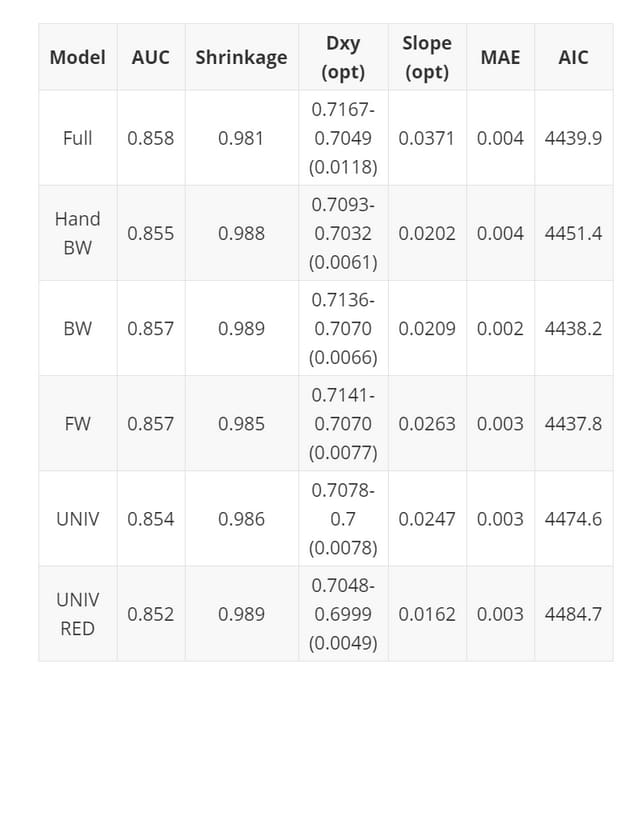 Model AUC Shrinkage Dxy (opt) Slope (opt) MAE AIC
Full 0.858 0.981 0.7167-0.7049 (0.0118) 0.0371 0.004 4439.9
Hand BW 0.855 0.988 0.7093-0.7032 (0.0061) 0.0202 0.004 4451.4
BW 0.857 0.989 0.7136-0.7070 (0.0066) 0.0209 0.002 4438.2
FW 0.857 0.985 0.7141-0.7070 (0.0077) 0.0263 0.003 4437.8
UNIV 0.854 0.986 0.7078-0.7 (0.0078) 0.0247 0.003 4474.6
UNIV RED 0.852 0.989 0.7048-0.6999 (0.0049) 0.0162 0.003 4484.7